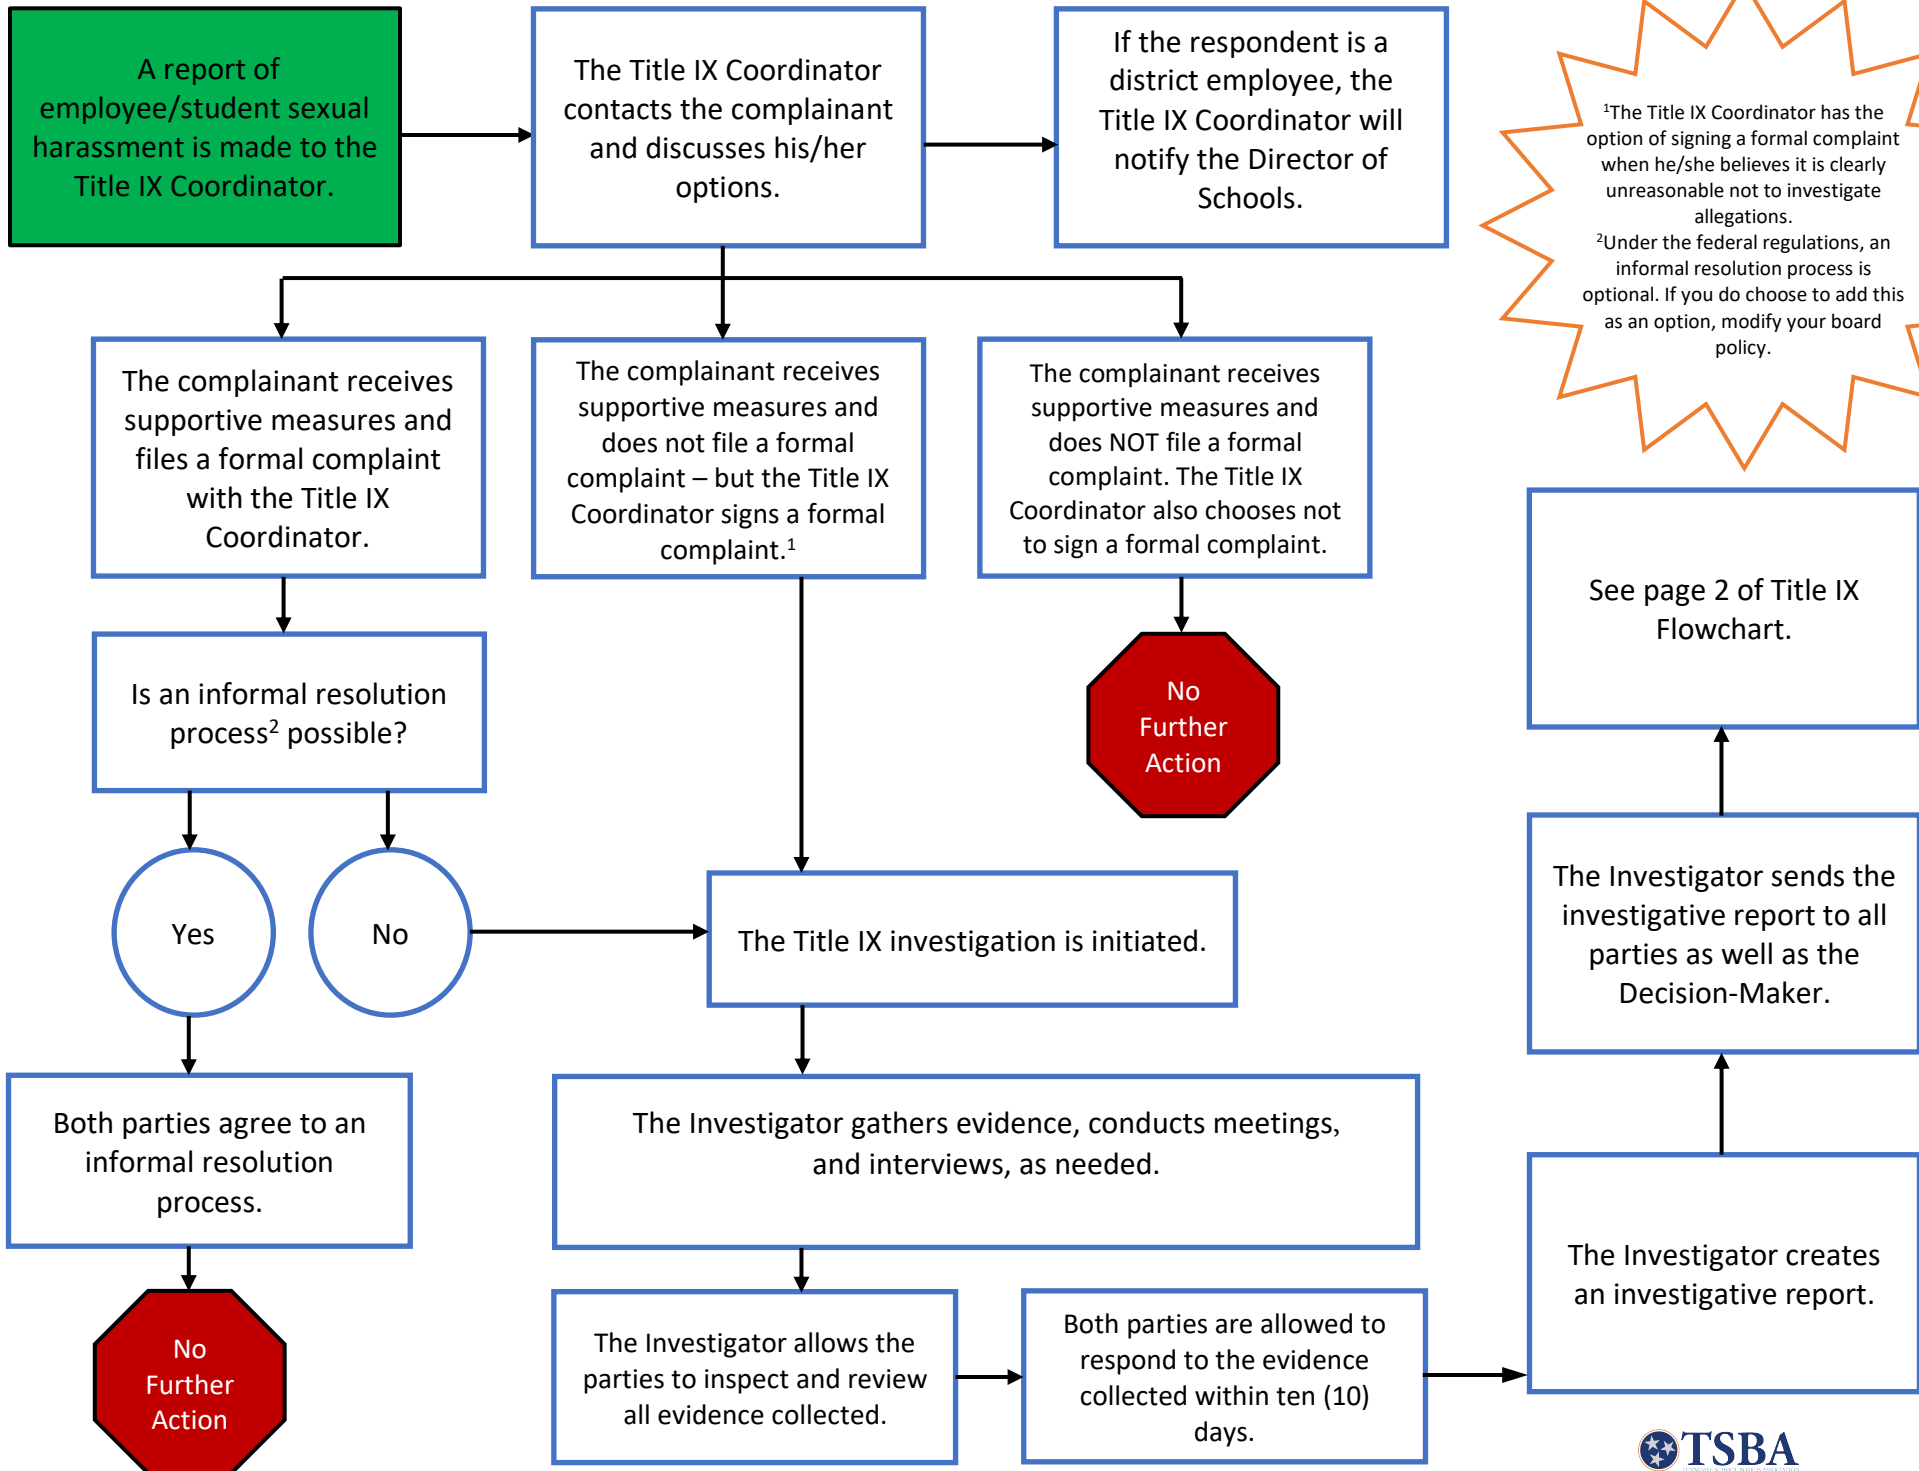 A report of
employee/student sexual
harassment is made to the
Title IX Coordinator.
The Title IX Coordinator
contacts the complainant
and discusses his/her
options.
If the respondent is a
district employee, the
Title IX Coordinator will
notify the Director of
Schools.
¹The Title IX Coordinator has the
option of signing a formal complaint
when he/she believes it is clearly
unreasonable not to investigate
allegations.
²Under the federal regulations, an
informal resolution process is
optional. If you do choose to add this
as an option, modify your board
policy.
The complainant receives
supportive measures and
files a formal complaint
with the Title IX
Coordinator.
The complainant receives
supportive measures and
does not file a formal
complaint – but the Title IX
Coordinator signs a formal
complaint.¹
The complainant receives
supportive measures and
does NOT file a formal
complaint. The Title IX
Coordinator also chooses not
to sign a formal complaint.
See page 2 of Title IX
Flowchart.
Is an informal resolution
process² possible?
No
Further
Action
Yes
No
The Title IX investigation is initiated.
The Investigator sends the
investigative report to all
parties as well as the
Decision-Maker.
Both parties agree to an
informal resolution
process.
The Investigator gathers evidence, conducts meetings,
and interviews, as needed.
The Investigator creates
an investigative report.
No
Further
Action
The Investigator allows the
parties to inspect and review
all evidence collected.
Both parties are allowed to
respond to the evidence
collected within ten (10)
days.
TSBA